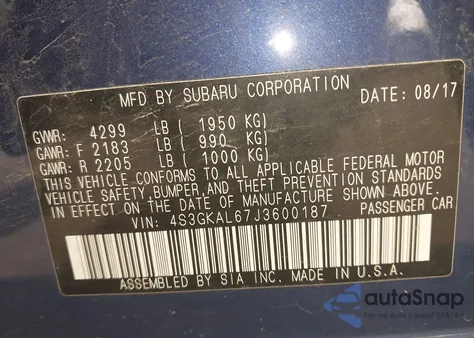 MFD BY SUBARU CORPORATION DATE: 08/17
GVWR: 4299 LB ( 1950 KG)
GAWR: F 2183 LB ( 990 KG)
GAWR: R 2205 LB ( 1000 KG)
THIS VEHICLE CONFORMS TO ALL APPLICABLE FEDERAL MOTOR
VEHICLE SAFETY,BUMPER,AND THEFT PREVENTION STANDARDS
IN EFFECT ON THE DATE OF MANUFACTURE SHOWN ABOVE.
VIN: 4S3GKAL67J3600187 PASSENGER CAR
ASSEMBLED BY SIA INC. MADE IN U.S.A.
autoSnap